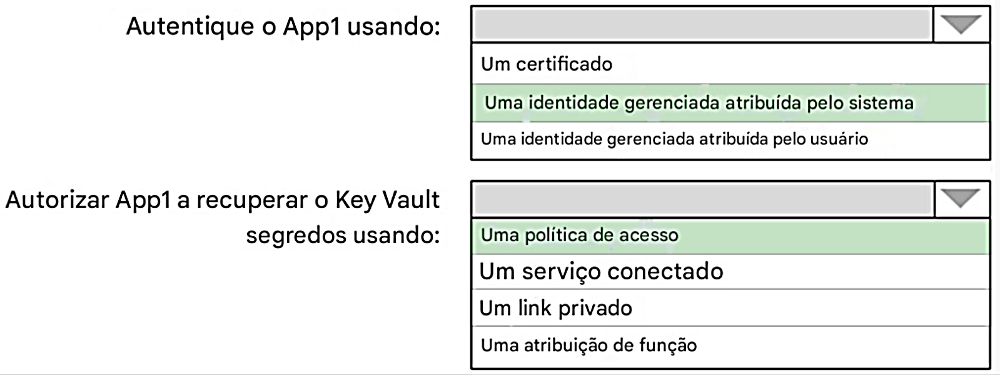 Autentique o App1 usando:
Um certificado
Uma identidade gerenciada atribuída pelo sistema
Uma identidade gerenciada atribuída pelo usuário
Autorizar App1 a recuperar o Key Vault
segredos usando:
Uma política de acesso
Um serviço conectado
Um link privado
Uma atribuição de função